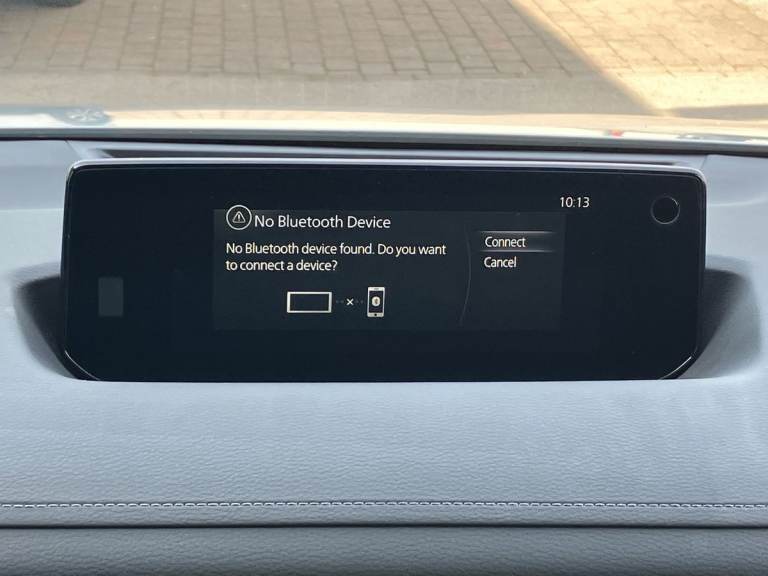 10:13
No Bluetooth Device
No Bluetooth device found. Do you want
to connect a device?
Connect
Cancel